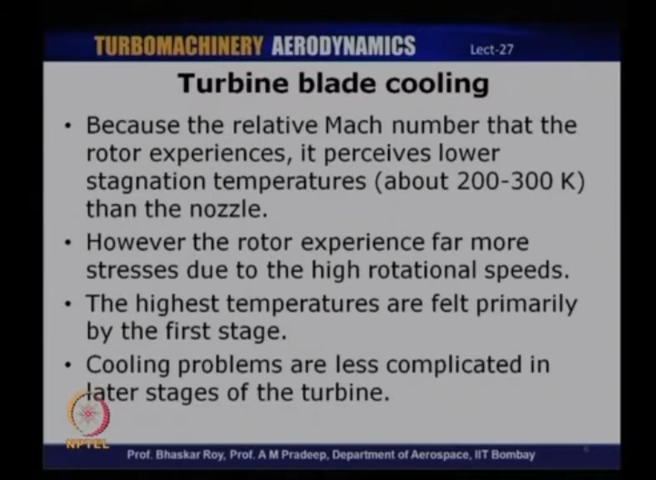 TURBOMACHINERY AERODYNAMICS Lect-27
Turbine blade cooling
• Because the relative Mach number that the
rotor experiences, it perceives lower
stagnation temperatures (about 200-300 K)
than the nozzle.
• However the rotor experience far more
stresses due to the high rotational speeds.
• The highest temperatures are felt primarily
by the first stage.
• Cooling problems are less complicated in
later stages of the turbine.
NPTEL
Prof. Bhaskar Roy, Prof. A M Pradeep, Department of Aerospace, IIT Bombay